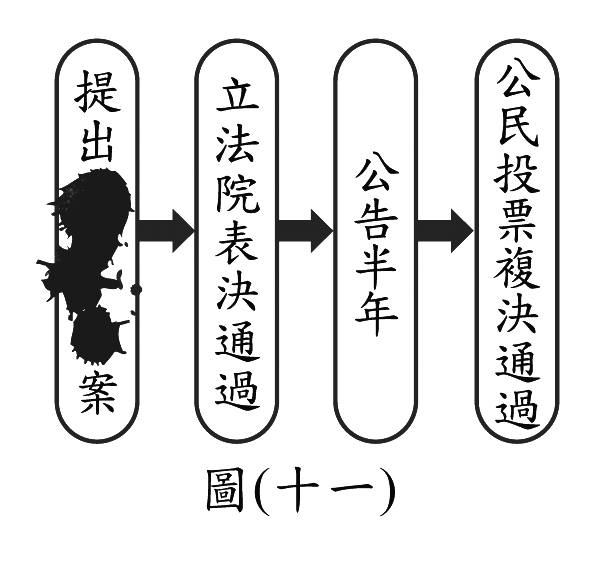 提出案
立法院表決通過
公告半年
公民投票複決通過
圖(十一)